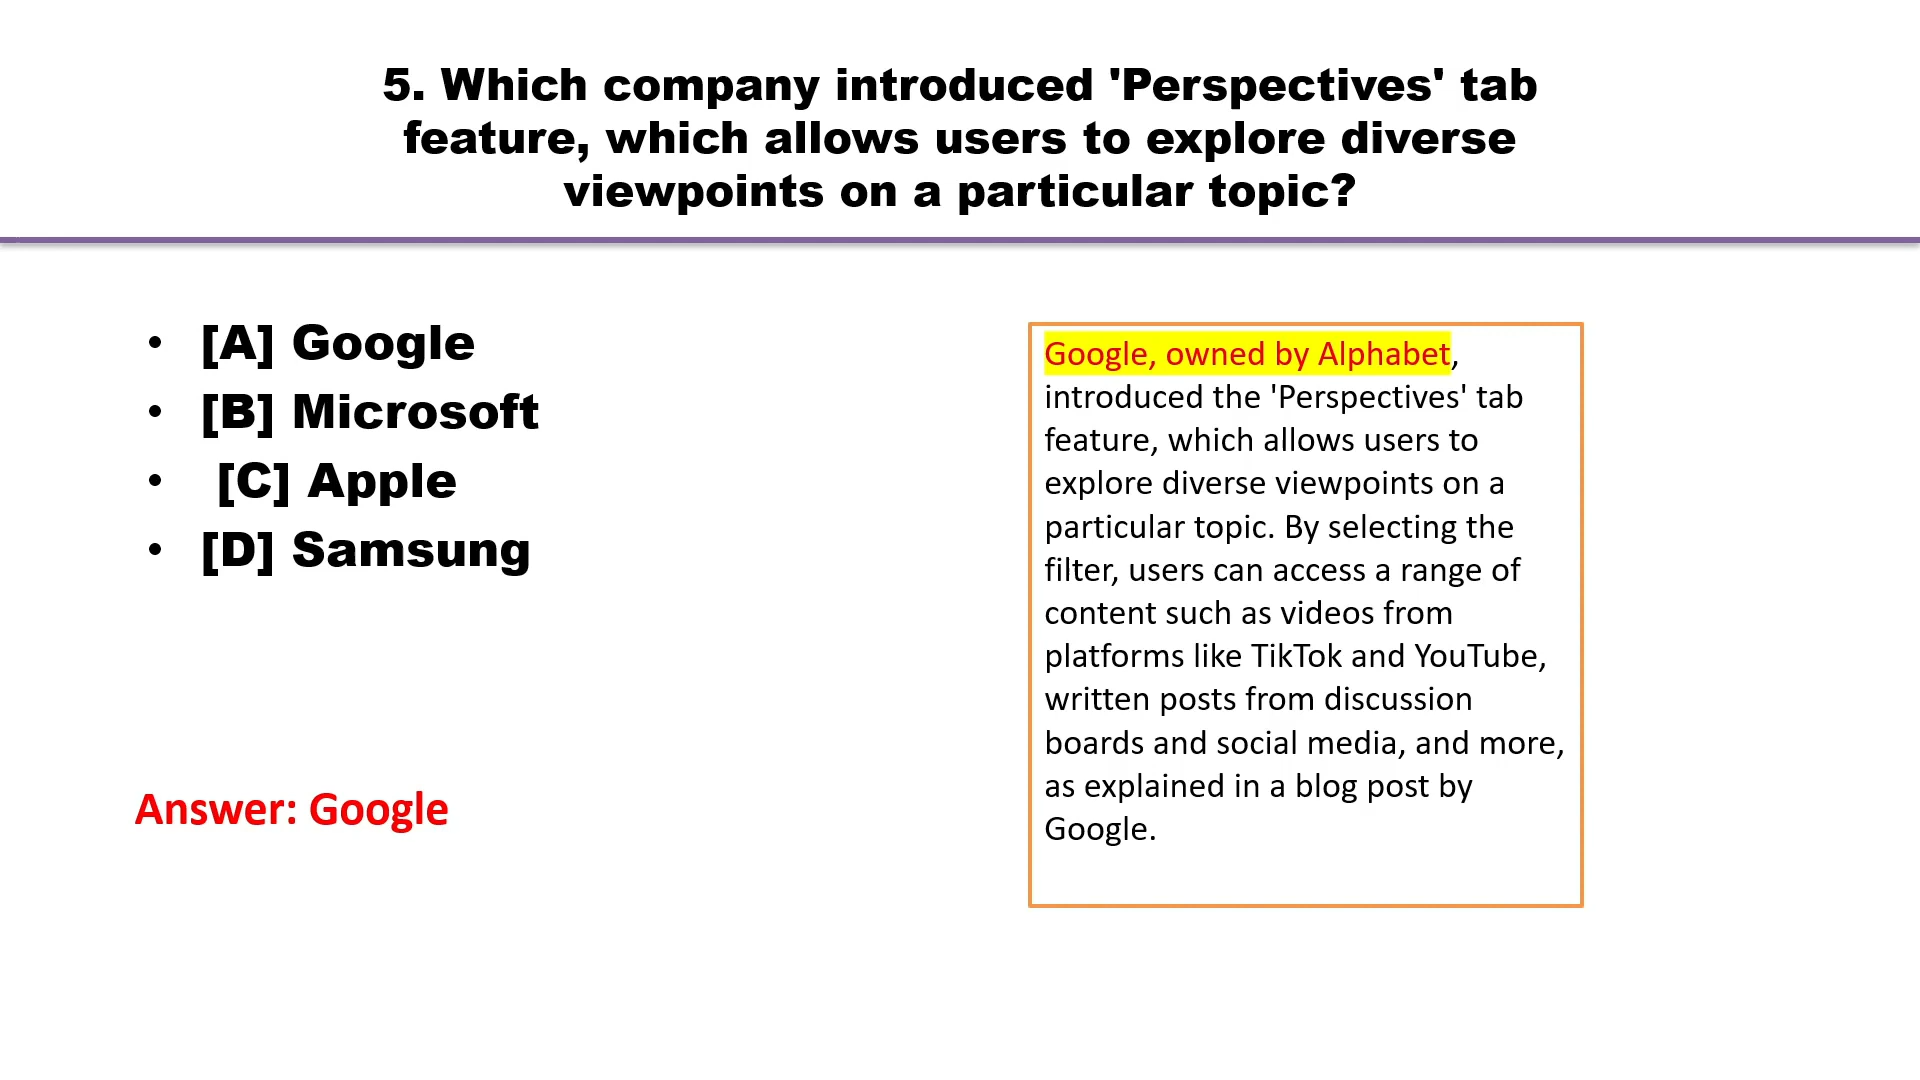 5. Which company introduced 'Perspectives' tab
feature, which allows users to explore diverse
viewpoints on a particular topic?
• [A] Google
• [B] Microsoft
• [C] Apple
• [D] Samsung
Answer: Google
Google, owned by Alphabet,
introduced the 'Perspectives' tab
feature, which allows users to
explore diverse viewpoints on a
particular topic. By selecting the
filter, users can access a range of
content such as videos from
platforms like TikTok and YouTube,
written posts from discussion
boards and social media, and more,
as explained in a blog post by
Google.